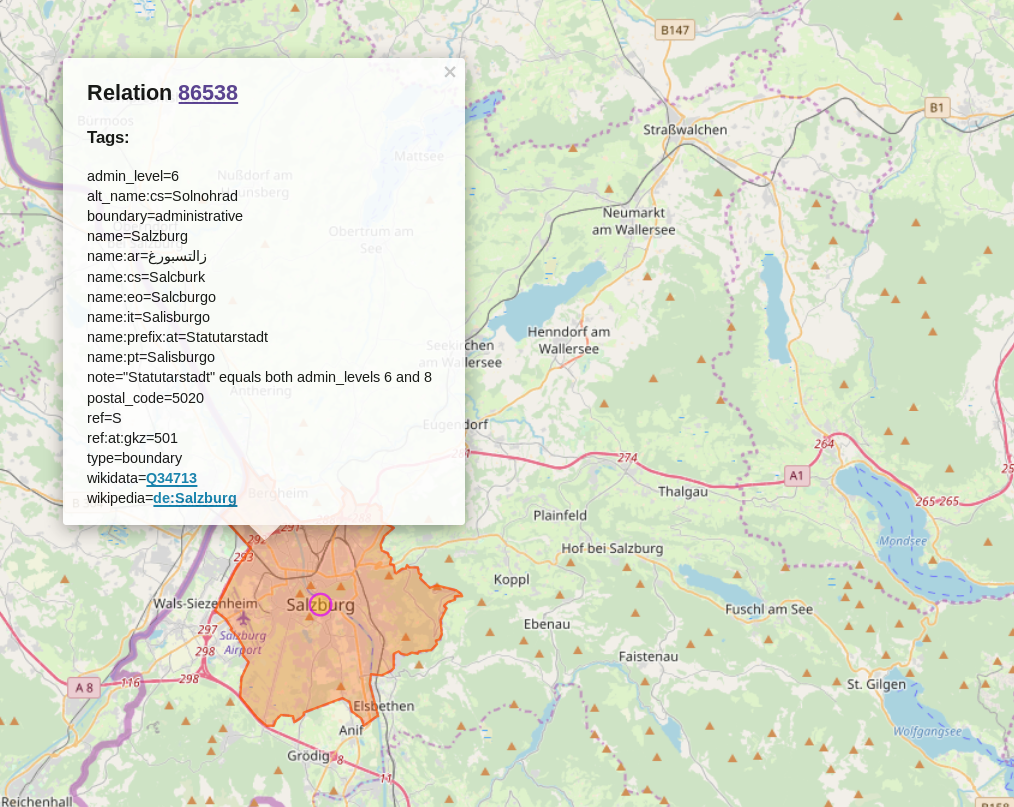 Relation 86538
×
Tags:
admin_level=6
alt_name:cs=Solnohrad
boundary=administrative
name=Salzburg
name:ar=زالتسبورغ
name:cs=Salcburk
name:eo=Salcburgo
name:it=Salisburgo
name:prefix:at=Statutarstadt
name:pt=Salisburgo
note="Statutarstadt" equals both admin_levels 6 and 8
postal_code=5020
ref=S
ref:at:gkz=501
type=boundary
wikidata=Q34713
wikipedia=de:Salzburg
Bürmoos
Mattsee
Nußdorf am
Obertrum am
See
Anthering
Bergheim
B147
B1
Straßwalchen
Neumarkt
am Wallersee
Henndorf am
Wallersee
Seekirchen
am Wallersee
Eugendorf
264
274
A1
281
Thalgau
265 265
Plainfeld
291
292
Mondsee
Hof bei Salzburg
293
Koppl
Wals-Siezenheim
Salzburg
Fuschl am See
Ebenau
297
Salzburg
Airport
298
Faistenau
298
116
A 8
St. Gilgen
Elsbethen
Anif
Wolfgangsee
Grödig
8
11
Reichenhall
B158